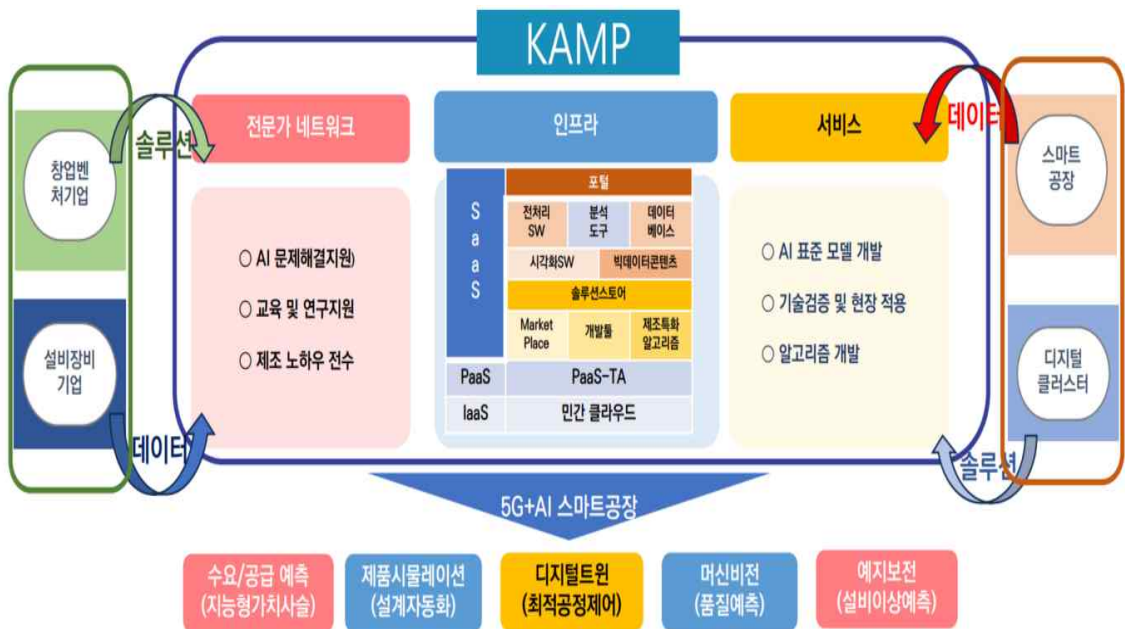 KAMP
창업벤
처기업
설비장비
기업
솔루션
데이터
전문가 네트워크
○ AI 문제해결지원)
○ 교육 및 연구지원
○ 제조 노하우 전수
인프라
SaaS
포털
전처리
SW
분석
도구
데이터
베이스
시각화SW
빅데이터콘텐츠
솔루션스토어
Market
Place
개발툴
제조특화
알고리즘
PaaS
PaaS-TA
IaaS
민간 클라우드
서비스
○ AI 표준 모델 개발
○ 기술검증 및 현장 적용
○ 알고리즘 개발
데이터
솔루션
스마트
공장
디지털
클러스터
5G+AI 스마트공장
수요/공급 예측
(지능형가치사슬)
제품시물레이션
(설계자동화)
디지털트윈
(최적공정제어)
머신비전
(품질예측)
예지보전
(설비이상예측)